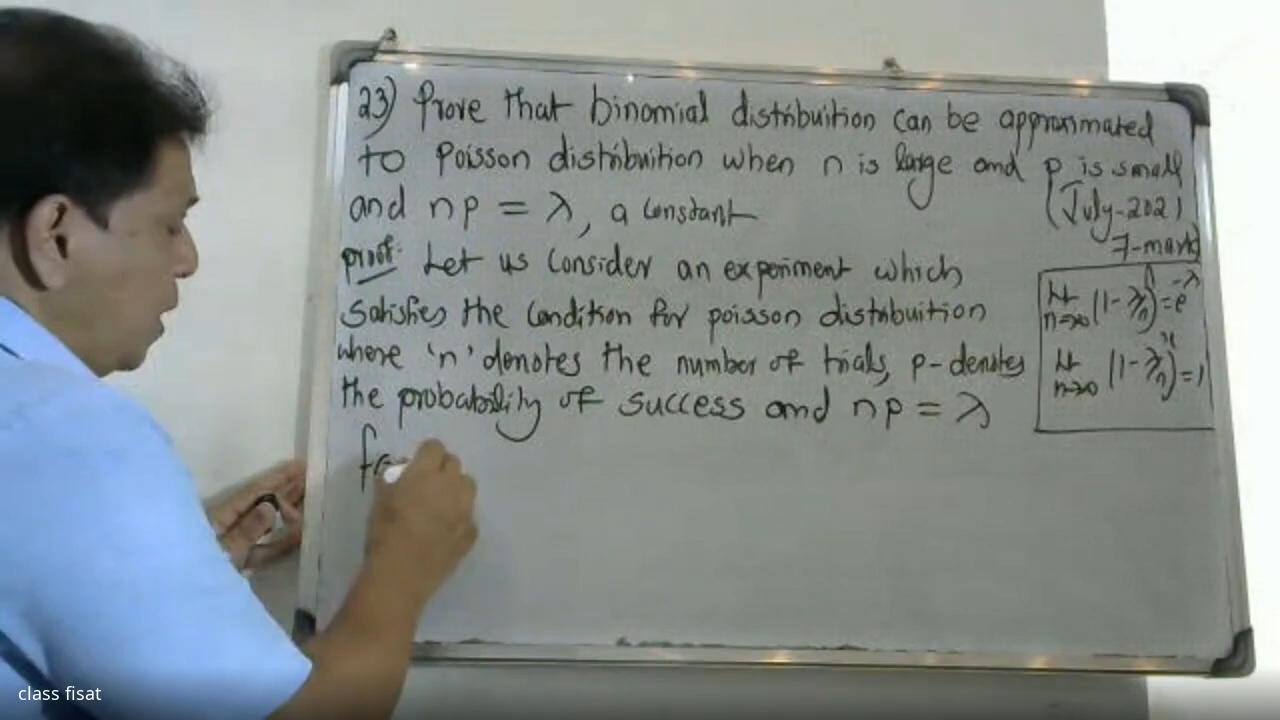 23) Prove that binomial distribuition can be approximated
to Poisson distribuition when n is large and p is small
and np = λ, a constant
(July-2021
7-mark)
proof: Let us consider an experiment which
satisfies the condition for poisson distribuition
where 'n' denotes the number of trials, p-denotes
the probability of success and np = λ
f
Lt n→∞ (1-λ/n)^n = e^-λ
Lt n→∞ (1-λ/n)^x = 1
class fisat